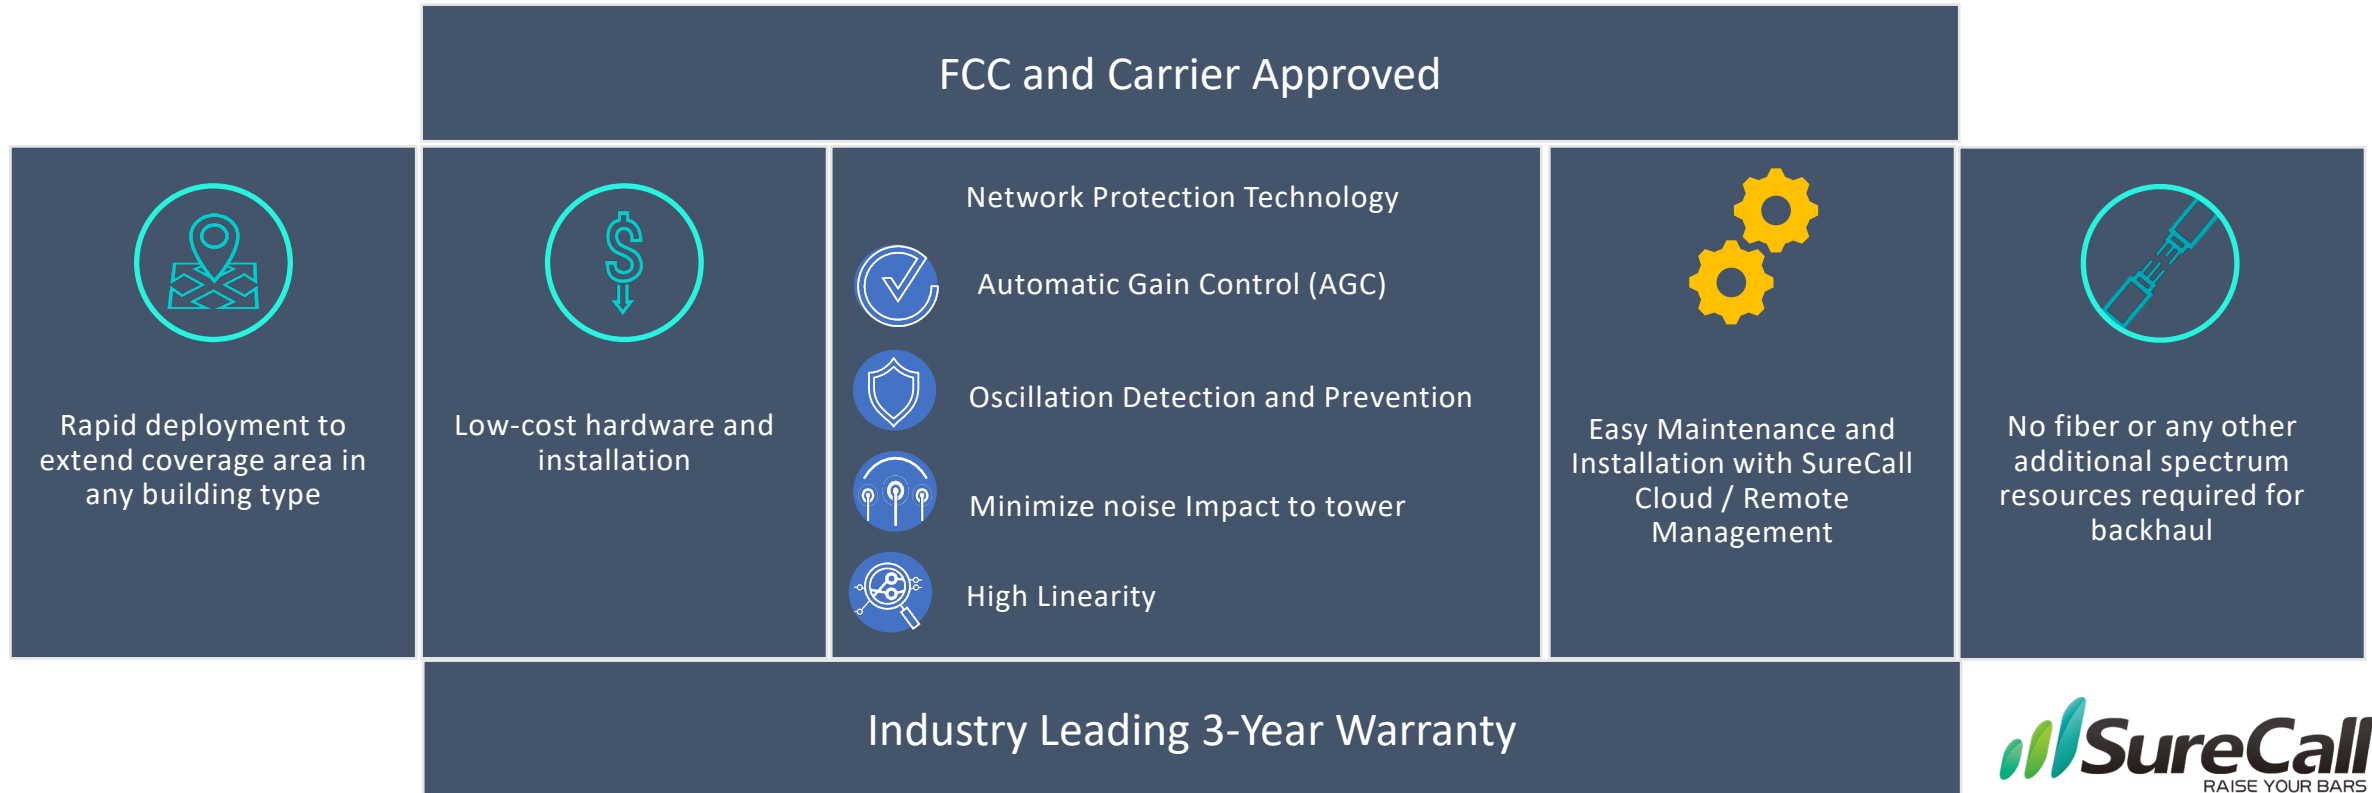 FCC and Carrier Approved
Rapid deployment to
extend coverage area in
any building type
Low-cost hardware and
installation
Network Protection Technology
Automatic Gain Control (AGC)
Oscillation Detection and Prevention
Minimize noise Impact to tower
High Linearity
Easy Maintenance and
Installation with SureCall
Cloud / Remote
Management
No fiber or any other
additional spectrum
resources required for
backhaul
Industry Leading 3-Year Warranty
SureCall
RAISE YOUR BARS